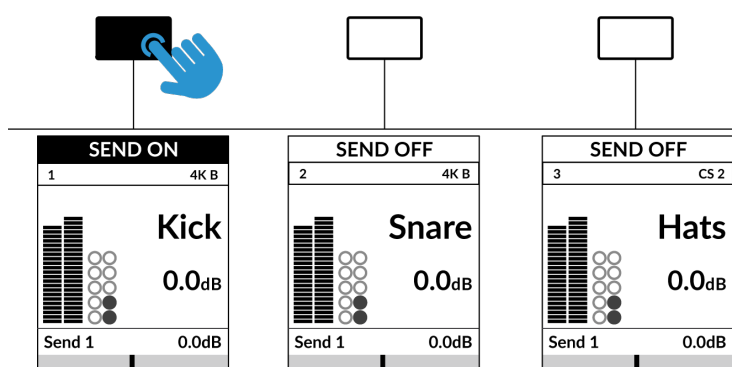 SEND ON
1 4K B
Kick
0.0dB
Send 1 0.0dB
SEND OFF
2 4K B
Snare
0.0dB
Send 1 0.0dB
SEND OFF
3 CS 2
Hats
0.0dB
Send 1 0.0dB